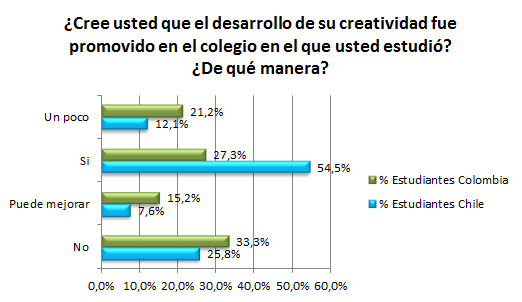 ¿Cree usted que el desarrollo de su creatividad fue
promovido en el colegio en el que usted estudió?
¿De qué manera?
Un poco
21,2%
12,1%
Si
27,3%
54,5%
Puede mejorar
15,2%
7,6%
No
33,3%
25,8%
% Estudiantes Colombia
% Estudiantes Chile
0,0% 10,0% 20,0% 30,0% 40,0% 50,0% 60,0%